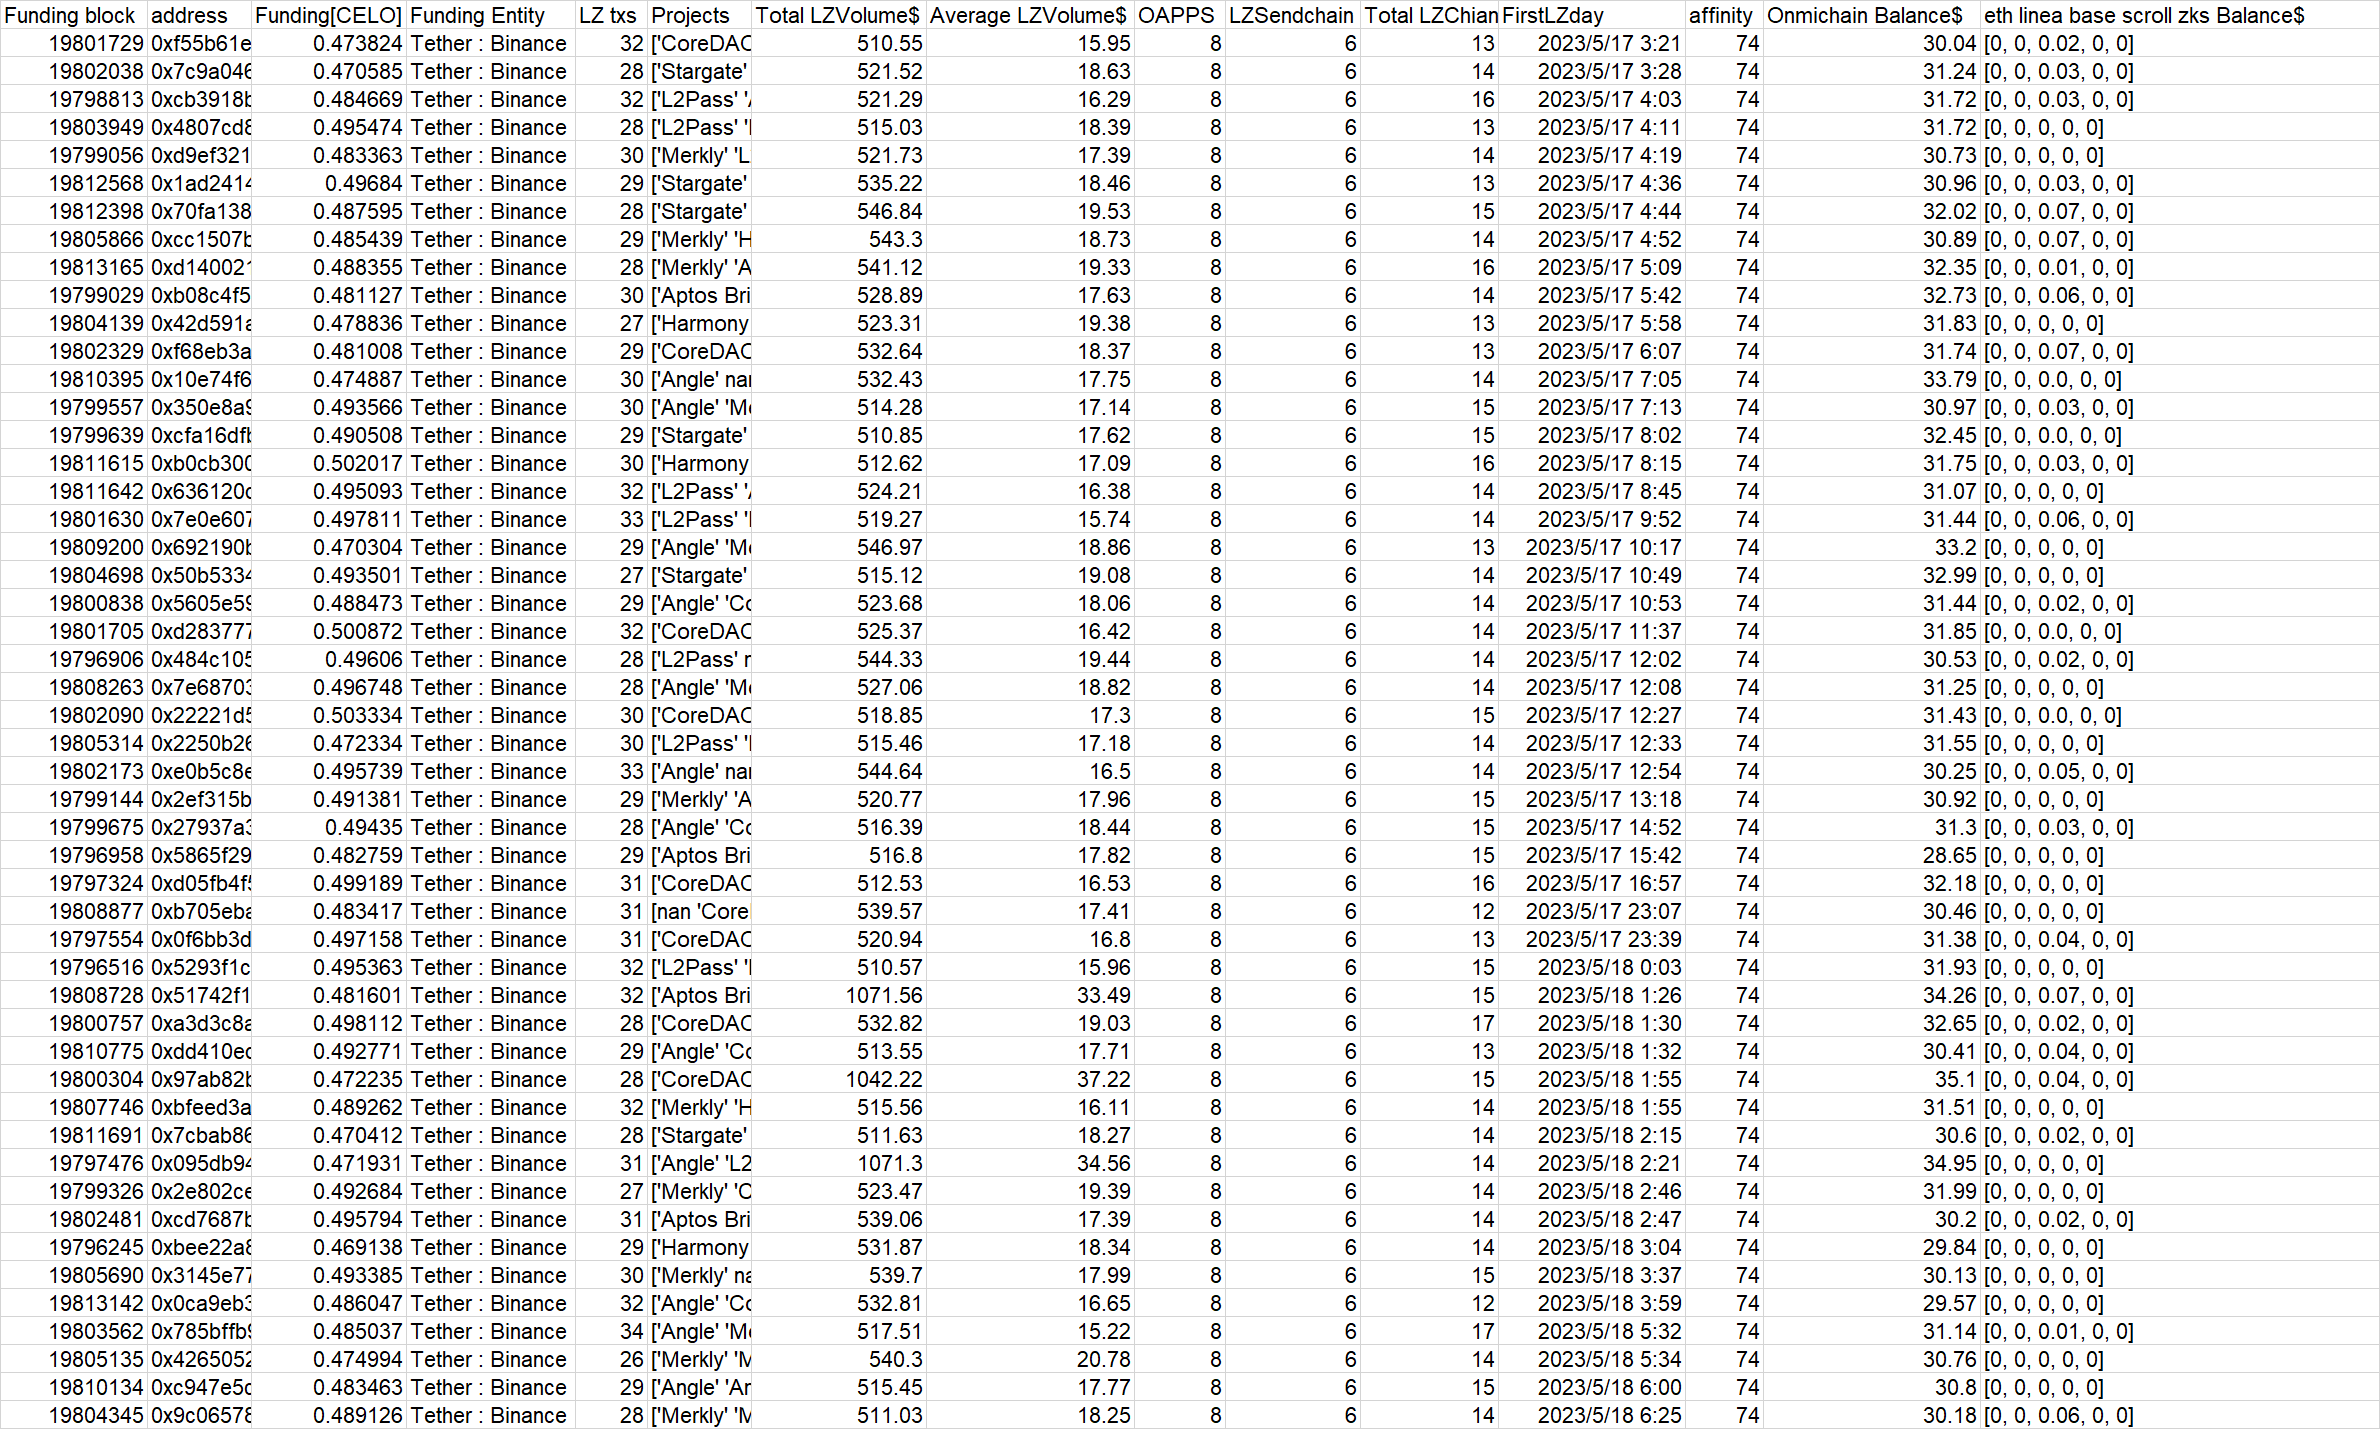 Funding block address Funding[CELO] Funding Entity LZ txs Projects Total LZVolume$ Average LZVolume$ OAPPS LZSendchain Total LZChian FirstLZday affinity Onmichain Balance$ eth linea base scroll zks Balance$
19801729 0xf55b61e 0.473824 Tether : Binance 32 ['CoreDAC 510.55 15.95 8 6 13 2023/5/17 3:21 74 30.04 [0, 0, 0.02, 0, 0]
19802038 0x7c9a046 0.470585 Tether : Binance 28 ['Stargate' 521.52 18.63 8 6 14 2023/5/17 3:28 74 31.24 [0, 0, 0.03, 0, 0]
19798813 0xcb3918b 0.484669 Tether : Binance 32 ['L2Pass' 'A 521.29 16.29 8 6 16 2023/5/17 4:03 74 31.72 [0, 0, 0.03, 0, 0]
19803949 0x4807cd8 0.495474 Tether : Binance 28 ['L2Pass' ' 515.03 18.39 8 6 13 2023/5/17 4:11 74 31.72 [0, 0, 0, 0, 0]
19799056 0xd9ef321 0.483363 Tether : Binance 30 ['Merkly' 'L 521.73 17.39 8 6 14 2023/5/17 4:19 74 30.73 [0, 0, 0, 0, 0]
19812568 0x1ad2414 0.49684 Tether : Binance 29 ['Stargate' 535.22 18.46 8 6 13 2023/5/17 4:36 74 30.96 [0, 0, 0.03, 0, 0]
19812398 0x70fa138 0.487595 Tether : Binance 28 ['Stargate' 546.84 19.53 8 6 15 2023/5/17 4:44 74 32.02 [0, 0, 0.07, 0, 0]
19805866 0xcc1507b 0.485439 Tether : Binance 29 ['Merkly' 'H 543.3 18.73 8 6 14 2023/5/17 4:52 74 30.89 [0, 0, 0.07, 0, 0]
19813165 0xd140021 0.488355 Tether : Binance 28 ['Merkly' 'A 541.12 19.33 8 6 16 2023/5/17 5:09 74 32.35 [0, 0, 0.01, 0, 0]
19799029 0xb08c4f5 0.481127 Tether : Binance 30 ['Aptos Bri 528.89 17.63 8 6 14 2023/5/17 5:42 74 32.73 [0, 0, 0.06, 0, 0]
19804139 0x42d591a 0.478836 Tether : Binance 27 ['Harmony 523.31 19.38 8 6 13 2023/5/17 5:58 74 31.83 [0, 0, 0, 0, 0]
19802329 0xf68eb3a 0.481008 Tether : Binance 29 ['CoreDAC 532.64 18.37 8 6 13 2023/5/17 6:07 74 31.74 [0, 0, 0.07, 0, 0]
19810395 0x10e74f6 0.474887 Tether : Binance 30 ['Angle' nar 532.43 17.75 8 6 14 2023/5/17 7:05 74 33.79 [0, 0, 0.0, 0, 0]
19799557 0x350e8a9 0.493566 Tether : Binance 30 ['Angle' 'Me 514.28 17.14 8 6 15 2023/5/17 7:13 74 30.97 [0, 0, 0.03, 0, 0]
19799639 0xcfa16dfb 0.490508 Tether : Binance 29 ['Stargate' 510.85 17.62 8 6 15 2023/5/17 8:02 74 32.45 [0, 0, 0.0, 0, 0]
19811615 0xb0cb300 0.502017 Tether : Binance 30 ['Harmony 512.62 17.09 8 6 16 2023/5/17 8:15 74 31.75 [0, 0, 0.03, 0, 0]
19811642 0x636120c 0.495093 Tether : Binance 32 ['L2Pass' 'A 524.21 16.38 8 6 14 2023/5/17 8:45 74 31.07 [0, 0, 0, 0, 0]
19801630 0x7e0e607 0.497811 Tether : Binance 33 ['L2Pass' ' 519.27 15.74 8 6 14 2023/5/17 9:52 74 31.44 [0, 0, 0.06, 0, 0]
19809200 0x692190b 0.470304 Tether : Binance 29 ['Angle' 'Me 546.97 18.86 8 6 13 2023/5/17 10:17 74 33.2 [0, 0, 0, 0, 0]
19804698 0x50b5334 0.493501 Tether : Binance 27 ['Stargate' 515.12 19.08 8 6 14 2023/5/17 10:49 74 32.99 [0, 0, 0, 0, 0]
19800838 0x5605e59 0.488473 Tether : Binance 29 ['Angle' 'Co 523.68 18.06 8 6 14 2023/5/17 10:53 74 31.44 [0, 0, 0.02, 0, 0]
19801705 0xd283777 0.500872 Tether : Binance 32 ['CoreDAC 525.37 16.42 8 6 14 2023/5/17 11:37 74 31.85 [0, 0, 0.0, 0, 0]
19796906 0x484c105 0.49606 Tether : Binance 28 ['L2Pass' r 544.33 19.44 8 6 14 2023/5/17 12:02 74 30.53 [0, 0, 0.02, 0, 0]
19808263 0x7e68703 0.496748 Tether : Binance 28 ['Angle' 'Me 527.06 18.82 8 6 14 2023/5/17 12:08 74 31.25 [0, 0, 0, 0, 0]
19802090 0x22221d5 0.503334 Tether : Binance 30 ['CoreDAC 518.85 17.3 8 6 15 2023/5/17 12:27 74 31.43 [0, 0, 0.0, 0, 0]
19805314 0x2250b26 0.472334 Tether : Binance 30 ['L2Pass' ' 515.46 17.18 8 6 14 2023/5/17 12:33 74 31.55 [0, 0, 0, 0, 0]
19802173 0xe0b5c8e 0.495739 Tether : Binance 33 ['Angle' nar 544.64 16.5 8 6 14 2023/5/17 12:54 74 30.25 [0, 0, 0.05, 0, 0]
19799144 0x2ef315b 0.491381 Tether : Binance 29 ['Merkly' 'A 520.77 17.96 8 6 15 2023/5/17 13:18 74 30.92 [0, 0, 0, 0, 0]
19799675 0x27937a3 0.49435 Tether : Binance 28 ['Angle' 'Co 516.39 18.44 8 6 15 2023/5/17 14:52 74 31.3 [0, 0, 0.03, 0, 0]
19796958 0x5865f29 0.482759 Tether : Binance 29 ['Aptos Bri 516.8 17.82 8 6 15 2023/5/17 15:42 74 28.65 [0, 0, 0, 0, 0]
19797324 0xd05fb4f5 0.499189 Tether : Binance 31 ['CoreDAC 512.53 16.53 8 6 16 2023/5/17 16:57 74 32.18 [0, 0, 0, 0, 0]
19808877 0xb705eba 0.483417 Tether : Binance 31 [nan 'Corel 539.57 17.41 8 6 12 2023/5/17 23:07 74 30.46 [0, 0, 0, 0, 0]
19797554 0x0f6bb3d 0.497158 Tether : Binance 31 ['CoreDAC 520.94 16.8 8 6 13 2023/5/17 23:39 74 31.38 [0, 0, 0.04, 0, 0]
19796516 0x5293f1c 0.495363 Tether : Binance 32 ['L2Pass' ' 510.57 15.96 8 6 15 2023/5/18 0:03 74 31.93 [0, 0, 0, 0, 0]
19808728 0x51742f1 0.481601 Tether : Binance 32 ['Aptos Bri 1071.56 33.49 8 6 15 2023/5/18 1:26 74 34.26 [0, 0, 0.07, 0, 0]
19800757 0xa3d3c8a 0.498112 Tether : Binance 28 ['CoreDAC 532.82 19.03 8 6 17 2023/5/18 1:30 74 32.65 [0, 0, 0.02, 0, 0]
19810775 0xdd410ec 0.492771 Tether : Binance 29 ['Angle' 'Co 513.55 17.71 8 6 13 2023/5/18 1:32 74 30.41 [0, 0, 0.04, 0, 0]
19800304 0x97ab82b 0.472235 Tether : Binance 28 ['CoreDAC 1042.22 37.22 8 6 15 2023/5/18 1:55 74 35.1 [0, 0, 0.04, 0, 0]
19807746 0xbfeed3a 0.489262 Tether : Binance 32 ['Merkly' 'H 515.56 16.11 8 6 14 2023/5/18 1:55 74 31.51 [0, 0, 0, 0, 0]
19811691 0x7cbab86 0.470412 Tether : Binance 28 ['Stargate' 511.63 18.27 8 6 14 2023/5/18 2:15 74 30.6 [0, 0, 0.02, 0, 0]
19797476 0x095db94 0.471931 Tether : Binance 31 ['Angle' 'L2 1071.3 34.56 8 6 14 2023/5/18 2:21 74 34.95 [0, 0, 0, 0, 0]
19799326 0x2e802ce 0.492684 Tether : Binance 27 ['Merkly' 'C 523.47 19.39 8 6 14 2023/5/18 2:46 74 31.99 [0, 0, 0, 0, 0]
19802481 0xcd7687b 0.495794 Tether : Binance 31 ['Aptos Bri 539.06 17.39 8 6 14 2023/5/18 2:47 74 30.2 [0, 0, 0.02, 0, 0]
19796245 0xbee22a8 0.469138 Tether : Binance 29 ['Harmony 531.87 18.34 8 6 14 2023/5/18 3:04 74 29.84 [0, 0, 0, 0, 0]
19805690 0x3145e77 0.493385 Tether : Binance 30 ['Merkly' na 539.7 17.99 8 6 15 2023/5/18 3:37 74 30.13 [0, 0, 0, 0, 0]
19813142 0x0ca9eb3 0.486047 Tether : Binance 32 ['Angle' 'Co 532.81 16.65 8 6 12 2023/5/18 3:59 74 29.57 [0, 0, 0, 0, 0]
19803562 0x785bffb9 0.485037 Tether : Binance 34 ['Angle' 'Me 517.51 15.22 8 6 17 2023/5/18 5:32 74 31.14 [0, 0, 0.01, 0, 0]
19805135 0x4265052 0.474994 Tether : Binance 26 ['Merkly' 'M 540.3 20.78 8 6 14 2023/5/18 5:34 74 30.76 [0, 0, 0, 0, 0]
19810134 0xc947e5c 0.483463 Tether : Binance 29 ['Angle' 'Ar 515.45 17.77 8 6 15 2023/5/18 6:00 74 30.8 [0, 0, 0, 0, 0]
19804345 0x9c06578 0.489126 Tether : Binance 28 ['Merkly' 'M 511.03 18.25 8 6 14 2023/5/18 6:25 74 30.18 [0, 0, 0.06, 0, 0]